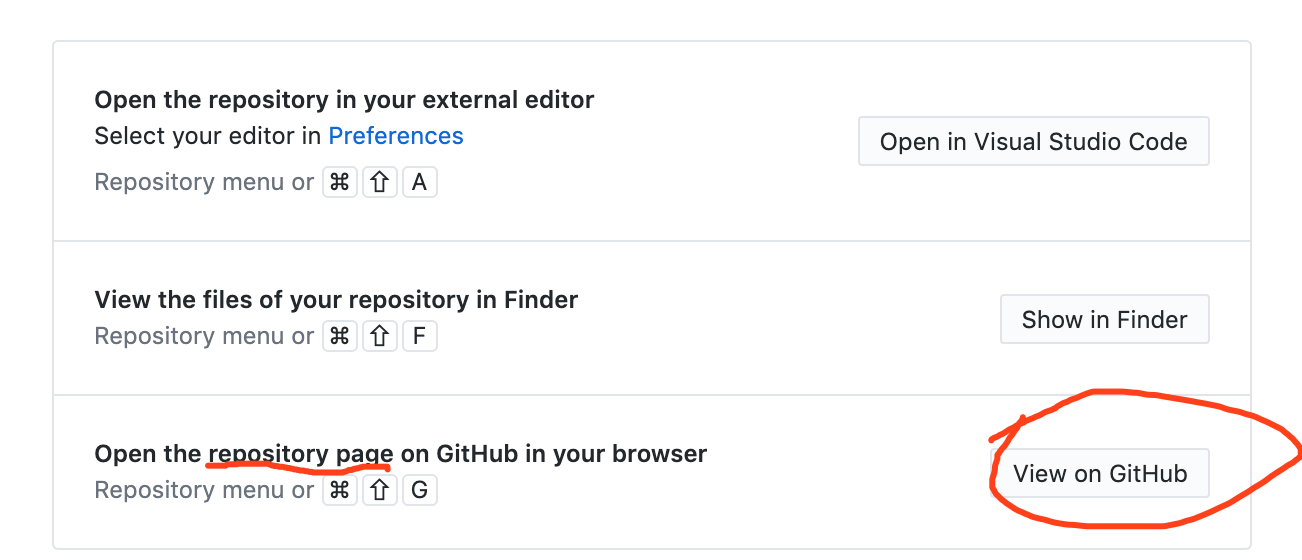 Open the repository in your external editor
Select your editor in Preferences
Open in Visual Studio Code
Repository menu or ⌘ ⇧ A
View the files of your repository in Finder
Show in Finder
Repository menu or ⌘ ⇧ F
Open the repository page on GitHub in your browser
View on GitHub
Repository menu or ⌘ ⇧ G